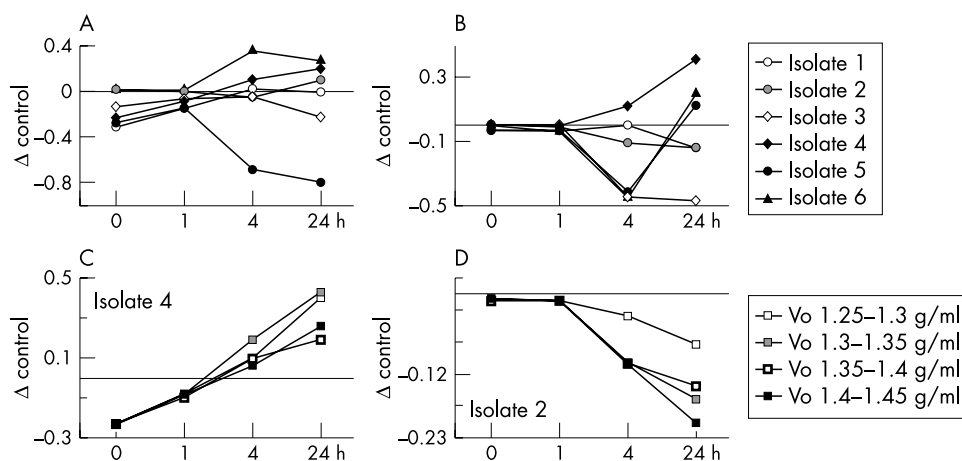 A
Δ control
0.4
0
–0.4
–0.8
0 1 4 24 h
B
Δ control
0.3
–0.1
–0.5
0 1 4 24 h
Isolate 1
Isolate 2
Isolate 3
Isolate 4
Isolate 5
Isolate 6
C
Isolate 4
Δ control
0.5
0.1
–0.3
0 1 4 24 h
D
Isolate 2
Δ control
–0.12
–0.23
0 1 4 24 h
Vo 1.25–1.3 g/ml
Vo 1.3–1.35 g/ml
Vo 1.35–1.4 g/ml
Vo 1.4–1.45 g/ml